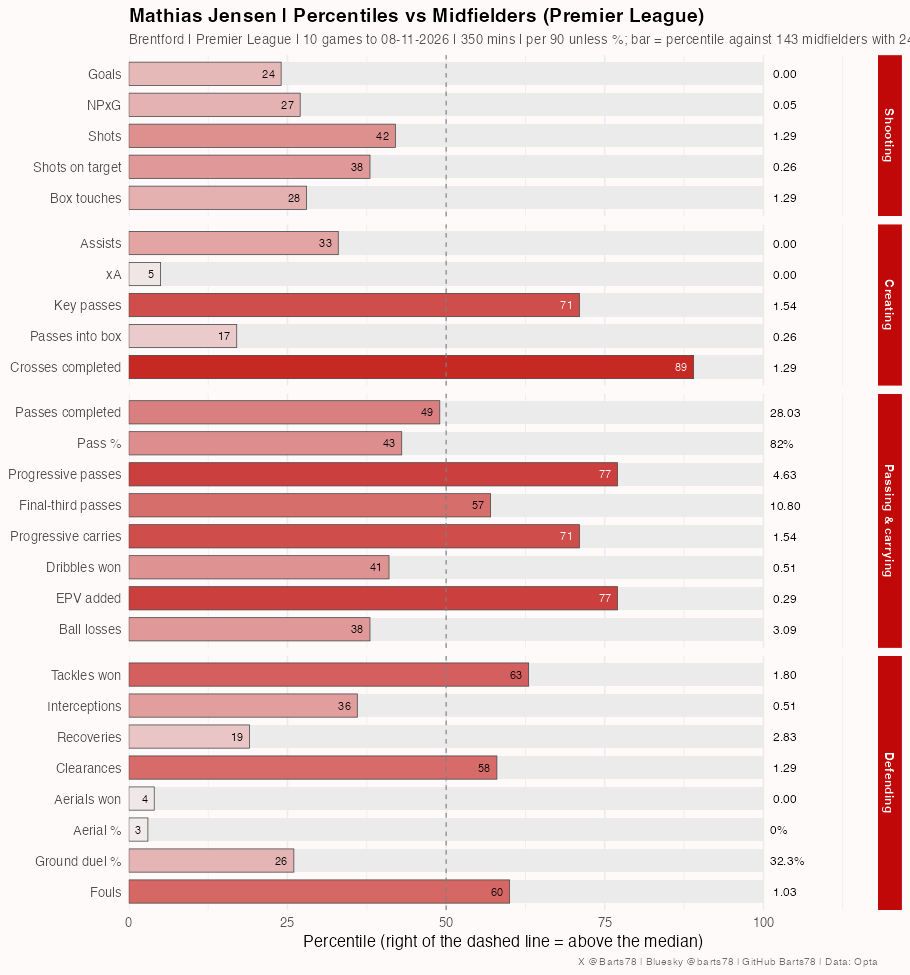 Mathias Jensen | Percentiles vs Midfielders (Premier League)
Brentford | Premier League | 10 games to 08-11-2026 | 350 mins | per 90 unless %; bar = percentile against 143 midfielders with 24
Shooting
Goals 24 0.00
NPxG 27 0.05
Shots 42 1.29
Shots on target 38 0.26
Box touches 28 1.29
Creating
Assists 33 0.00
xA 5 0.00
Key passes 71 1.54
Passes into box 17 0.26
Crosses completed 89 1.29
Passing & carrying
Passes completed 49 28.03
Pass % 43 82%
Progressive passes 77 4.63
Final-third passes 57 10.80
Progressive carries 71 1.54
Dribbles won 41 0.51
EPV added 77 0.29
Ball losses 38 3.09
Defending
Tackles won 63 1.80
Interceptions 36 0.51
Recoveries 19 2.83
Clearances 58 1.29
Aerials won 4 0.00
Aerial % 3 0%
Ground duel % 26 32.3%
Fouls 60 1.03
0 25 50 75 100
Percentile (right of the dashed line = above the median)
X @Barts78 | Bluesky @barts78 | GitHub Barts78 | Data: Opta